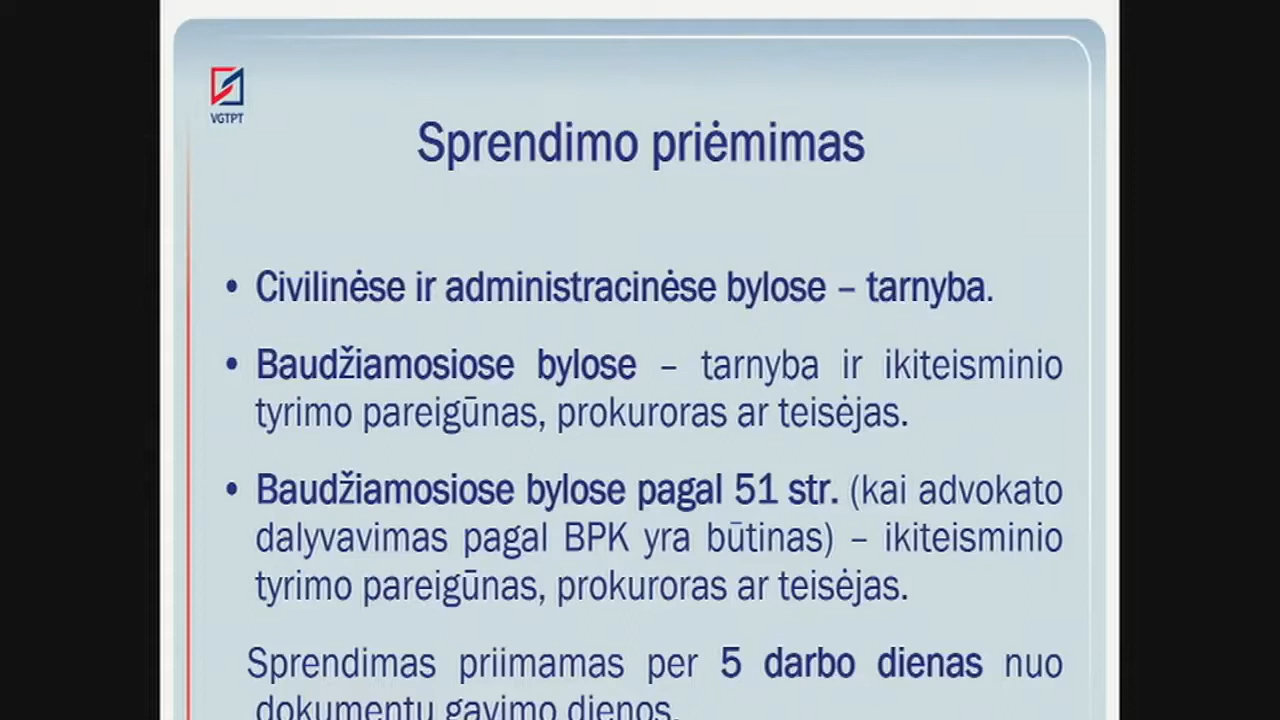 VGTPT
Sprendimo priėmimas
• Civilinėse ir administracinėse bylose – tarnyba.
• Baudžiamosiose bylose – tarnyba ir ikiteisminio
tyrimo pareigūnas, prokuroras ar teisėjas.
• Baudžiamosiose bylose pagal 51 str. (kai advokato
dalyvavimas pagal BPK yra būtinas) – ikiteisminio
tyrimo pareigūnas, prokuroras ar teisėjas.
Sprendimas priimamas per 5 darbo dienas nuo
dokumentų gavimo dienos.